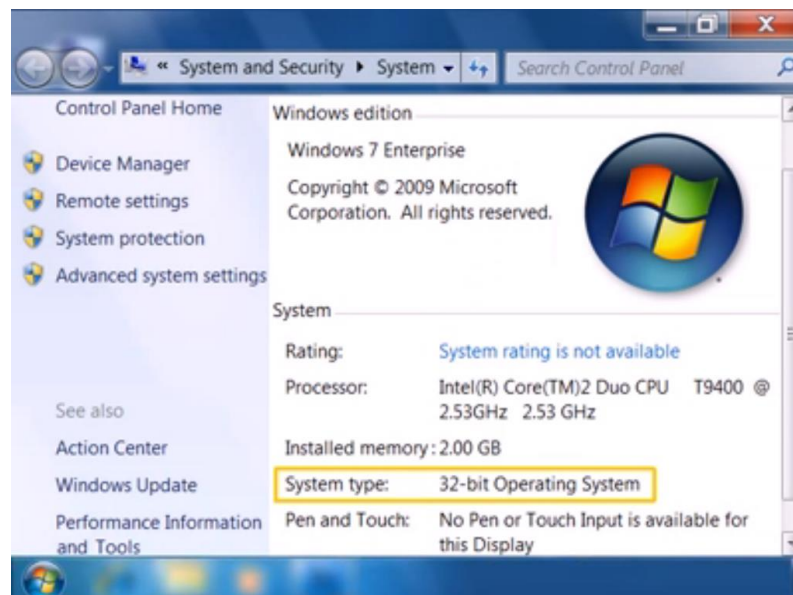 « System and Security ▸ System
Search Control Panel
Control Panel Home
Device Manager
Remote settings
System protection
Advanced system settings
See also
Action Center
Windows Update
Performance Information
and Tools
Windows edition
Windows 7 Enterprise
Copyright © 2009 Microsoft
Corporation. All rights reserved.
System
Rating: System rating is not available
Processor: Intel(R) Core(TM)2 Duo CPU T9400 @
2.53GHz 2.53 GHz
Installed memory: 2.00 GB
System type: 32-bit Operating System
Pen and Touch: No Pen or Touch Input is available for
this Display